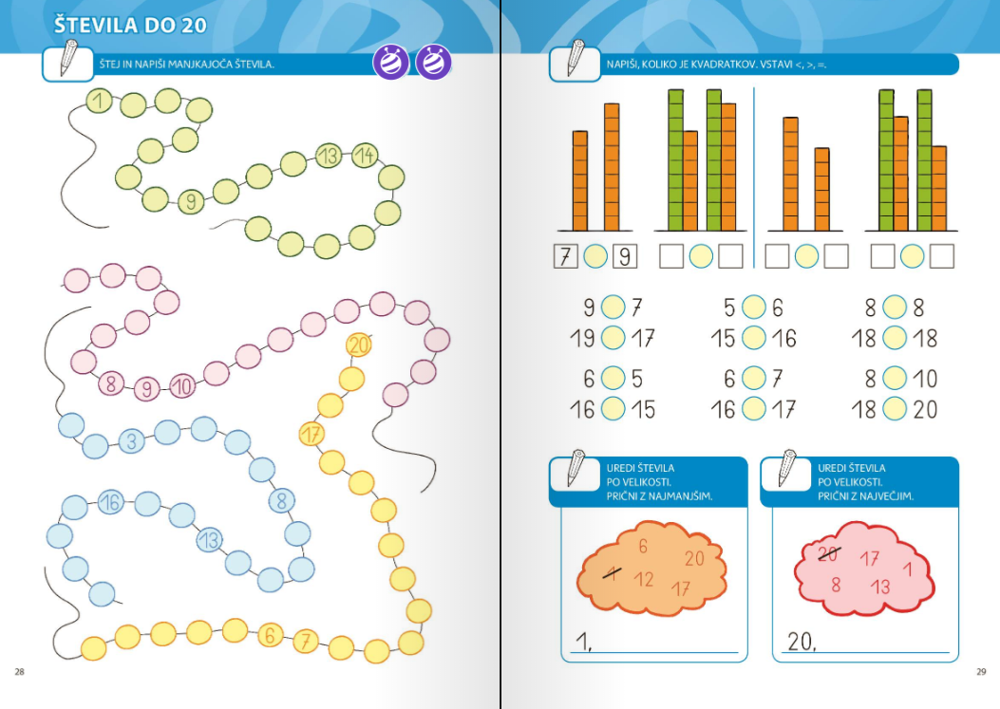 ŠTEVILA DO 20
ŠTEJ IN NAPIŠI MANJKAJOČA ŠTEVILA.
1
13 14
9
8 9 10
20
17
3
8
16
13
6 7
28
NAPIŠI, KOLIKO JE KVADRATKOV. VSTAVI <, >, =.
7 9
9 7 5 6 8 8
19 17 15 16 18 18
6 5 6 7 8 10
16 15 16 17 18 20
UREDI ŠTEVILA
PO VELIKOSTI.
PRIČNI Z NAJMANJŠIM.
6
20
1 12
17
1,
UREDI ŠTEVILA
PO VELIKOSTI.
PRIČNI Z NAJVEČJIM.
20 17
1
8 13
20,
29